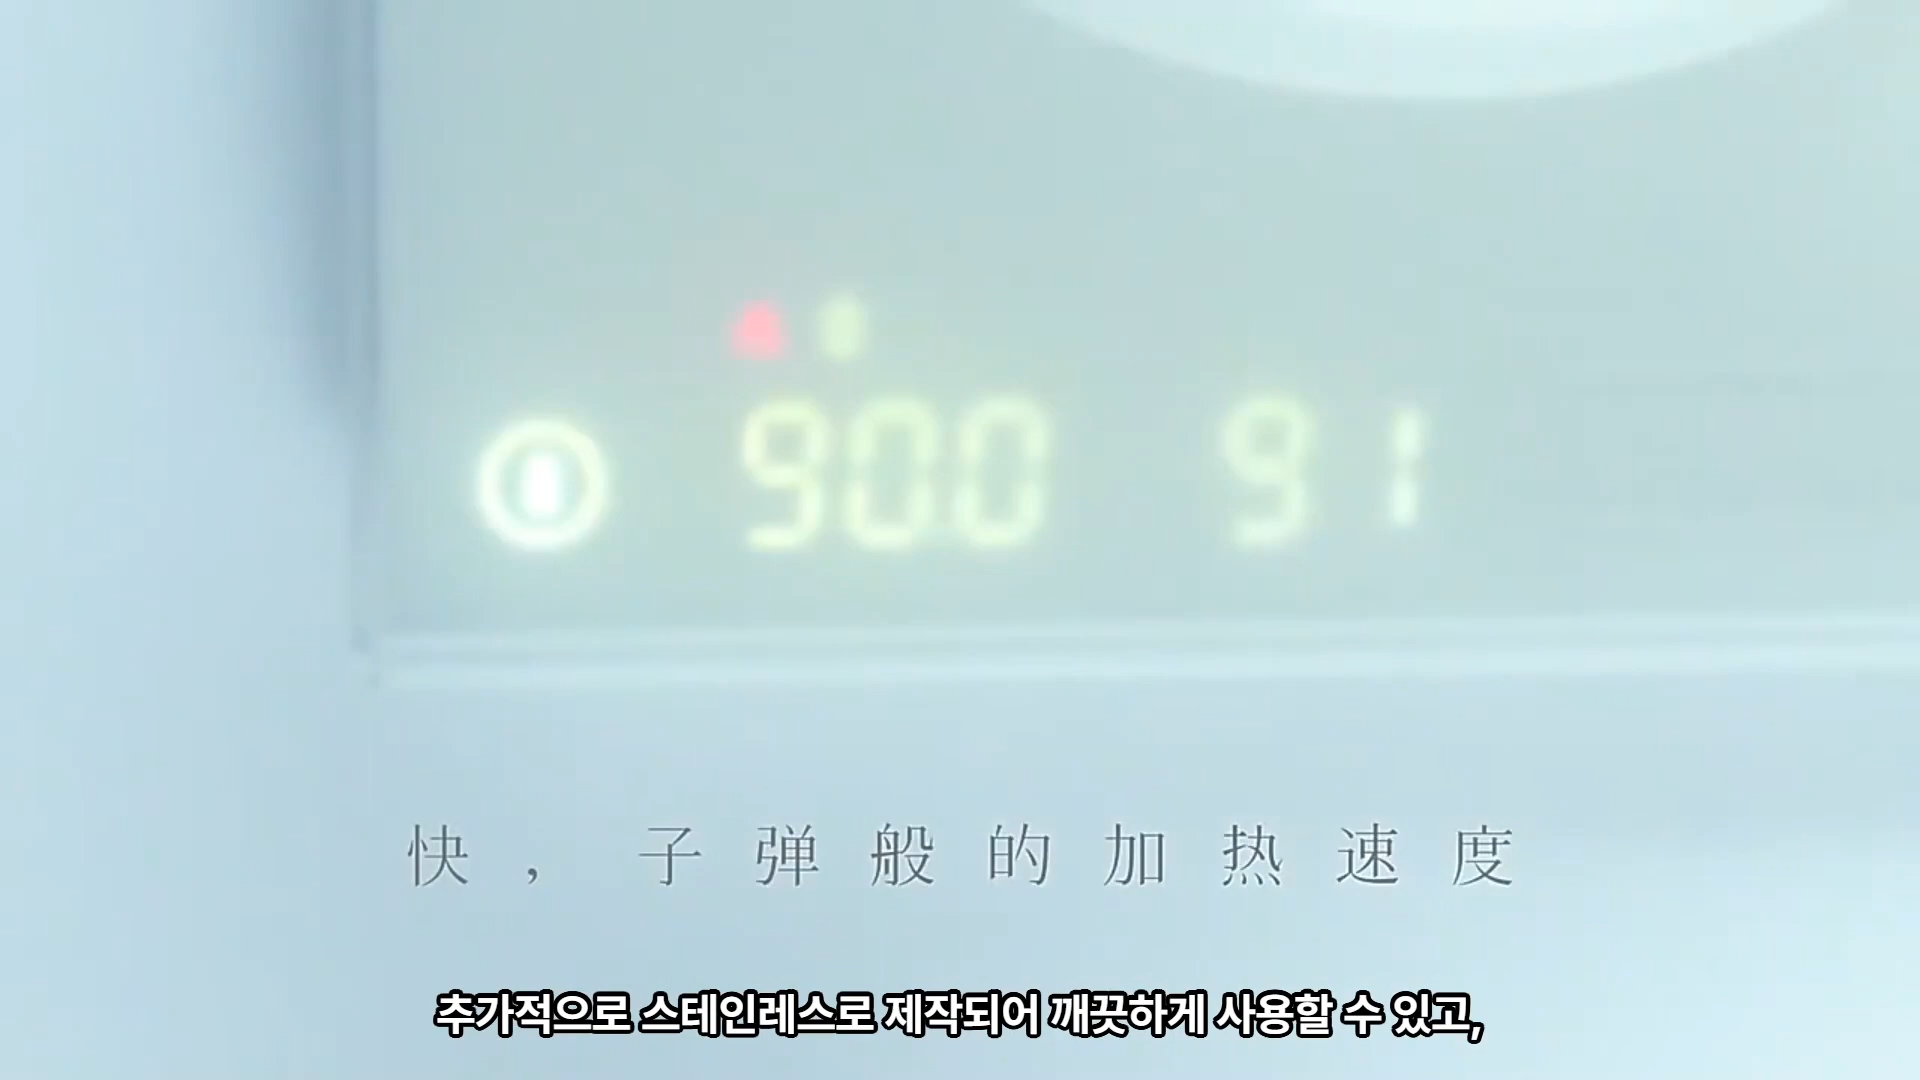 900 91
快，子弹般的加热速度
추가적으로 스테인레스로 제작되어 깨끗하게 사용할 수 있고,